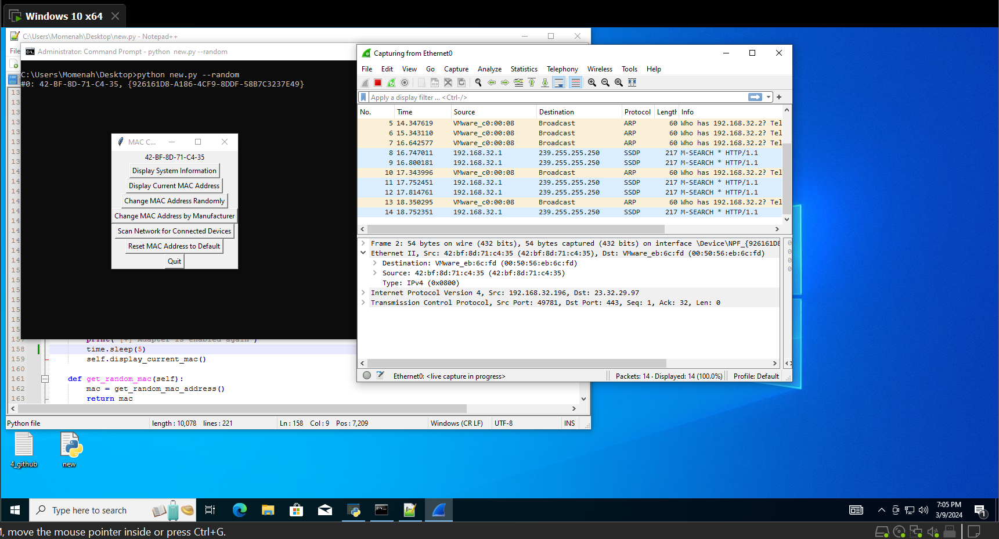 Windows 10 x64
C:\Users\Momenah\Desktop\new.py - Notepad++
File
Administrator: Command Prompt - python new.py --random
C:\Users\Momenah\Desktop>python new.py --random
#0: 42-BF-8D-71-C4-35, {926161D8-A186-4CF9-8DDF-58B7C3237E49}
MAC C...
42-BF-8D-71-C4-35
Display System Information
Display Current MAC Address
Change MAC Address Randomly
Change MAC Address by Manufacturer
Scan Network for Connected Devices
Reset MAC Address to Default
Quit
158 time.sleep(5)
159 self.display_current_mac()
160
161 def get_random_mac(self):
162 mac = get_random_mac_address()
163 return mac
Python file length : 10,078 lines : 221 Ln : 158 Col : 9 Pos : 7,209 Windows (CR LF) UTF-8 INS
Capturing from Ethernet0
File Edit View Go Capture Analyze Statistics Telephony Wireless Tools Help
Apply a display filter ... <Ctrl-/>
No. Time Source Destination Protocol Length Info
5 14.347619 VMware_c0:00:08 Broadcast ARP 60 Who has 192.168.32.2? Tel
6 15.343110 VMware_c0:00:08 Broadcast ARP 60 Who has 192.168.32.2? Tel
7 16.642577 VMware_c0:00:08 Broadcast ARP 60 Who has 192.168.32.2? Tel
8 16.747011 192.168.32.1 239.255.255.250 SSDP 217 M-SEARCH * HTTP/1.1
9 16.800181 192.168.32.1 239.255.255.250 SSDP 217 M-SEARCH * HTTP/1.1
10 17.343996 VMware_c0:00:08 Broadcast ARP 60 Who has 192.168.32.2? Tel
11 17.752451 192.168.32.1 239.255.255.250 SSDP 217 M-SEARCH * HTTP/1.1
12 17.814761 192.168.32.1 239.255.255.250 SSDP 217 M-SEARCH * HTTP/1.1
13 18.350295 VMware_c0:00:08 Broadcast ARP 60 Who has 192.168.32.2? Tel
14 18.752351 192.168.32.1 239.255.255.250 SSDP 217 M-SEARCH * HTTP/1.1
Frame 2: 54 bytes on wire (432 bits), 54 bytes captured (432 bits) on interface \Device\NPF_{926161D8
Ethernet II, Src: 42:bf:8d:71:c4:35 (42:bf:8d:71:c4:35), Dst: VMware_eb:6c:fd (00:50:56:eb:6c:fd)
Destination: VMware_eb:6c:fd (00:50:56:eb:6c:fd)
Source: 42:bf:8d:71:c4:35 (42:bf:8d:71:c4:35)
Type: IPv4 (0x0800)
Internet Protocol Version 4, Src: 192.168.32.196, Dst: 23.32.29.97
Transmission Control Protocol, Src Port: 49781, Dst Port: 443, Seq: 1, Ack: 32, Len: 0
Ethernet0: <live capture in progress> Packets: 14 · Displayed: 14 (100.0%) Profile: Default
4_github
new
Type here to search
7:05 PM
3/9/2024
1
, move the mouse pointer inside or press Ctrl+G.